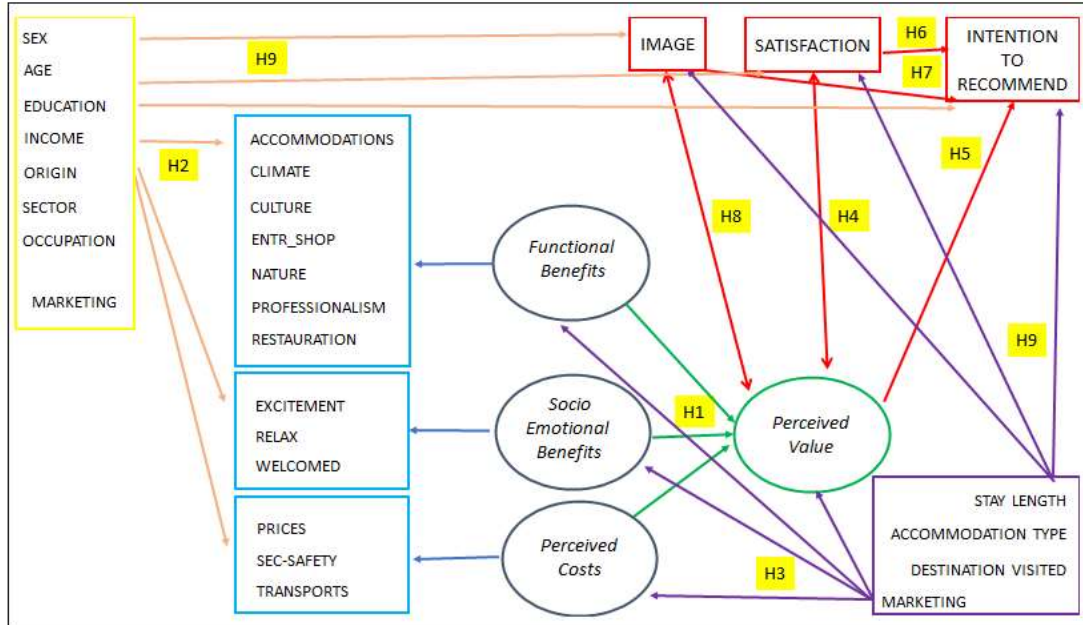 SEX
AGE
EDUCATION
INCOME
ORIGIN
SECTOR
OCCUPATION
MARKETING
H9
H2
IMAGE
SATISFACTION
H6
H7
INTENTION
TO
RECOMMEND
ACCOMMODATIONS
CLIMATE
CULTURE
ENTR_SHOP
NATURE
PROFESSIONALISM
RESTAURATION
Functional
Benefits
H8
H4
H5
H9
EXCITEMENT
RELAX
WELCOMED
Socio
Emotional
Benefits
H1
Perceived
Value
PRICES
SEC-SAFETY
TRANSPORTS
Perceived
Costs
H3
STAY LENGTH
ACCOMMODATION TYPE
DESTINATION VISITED
MARKETING